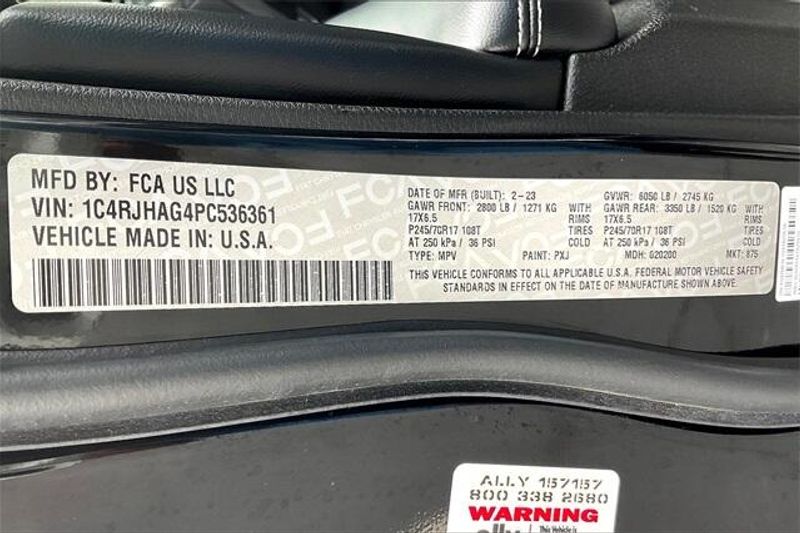 MFD BY: FCA US LLC
VIN: 1C4RJHAG4PC536361
VEHICLE MADE IN: U.S.A.
DATE OF MFR (BUILT): 2-23 GVWR: 6050 LB / 2745 KG
GAWR FRONT: 2800 LB / 1271 KG GAWR REAR: 3350 LB / 1520 KG
17X6.5 RIMS 17X6.5 RIMS
P245/70R17 108T TIRES P245/70R17 108T TIRES
AT 250 kPa / 36 PSI COLD AT 250 kPa / 36 PSI COLD
TYPE: MPV PAINT: PXJ MDH: 020200 MKT: 875
THIS VEHICLE CONFORMS TO ALL APPLICABLE U.S.A. FEDERAL MOTOR VEHICLE SAFETY
STANDARDS IN EFFECT ON THE DATE OF MANUFACTURE SHOWN ABOVE.
ALLY 157157
800 338 2680
WARNING
ally This Vehicle is